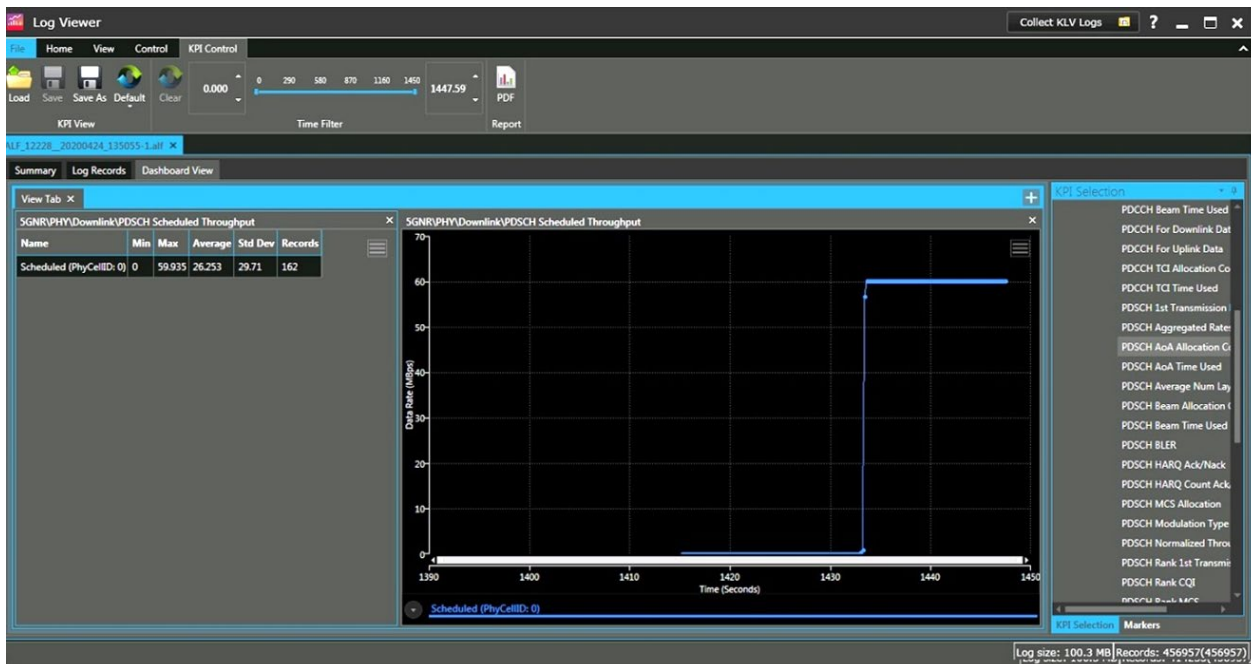 Log Viewer
Collect KLV Logs ?
File Home View Control KPI Control
0.000 0 290 580 870 1160 1450 1447.59
Load Save Save As Default Clear PDF
KPI View Time Filter Report
ALF_12228__20200424_135055-1.alf
Summary Log Records Dashboard View
View Tab
5GNR\PHY\Downlink\PDSCH Scheduled Throughput
Name Min Max Average Std Dev Records
Scheduled (PhyCellID: 0) 0 59.935 26.253 29.71 162
5GNR\PHY\Downlink\PDSCH Scheduled Throughput
70
60
50
40
30
20
10
0
Data Rate (MBps)
1390 1400 1410 1420 1430 1440 1450
Time (Seconds)
Scheduled (PhyCellID: 0)
KPI Selection
PDCCH Beam Time Used
PDCCH For Downlink Dat
PDCCH For Uplink Data
PDCCH TCI Allocation Co
PDCCH TCI Time Used
PDSCH 1st Transmission
PDSCH Aggregated Rate
PDSCH AoA Allocation C
PDSCH AoA Time Used
PDSCH Average Num Lay
PDSCH Beam Allocation
PDSCH Beam Time Used
PDSCH BLER
PDSCH HARQ Ack/Nack
PDSCH HARQ Count Ack
PDSCH MCS Allocation
PDSCH Modulation Type
PDSCH Normalized Throu
PDSCH Rank 1st Transmi
PDSCH Rank CQI
PDSCH Rank MCS
KPI Selection Markers
Log size: 100.3 MB Records: 456957(456957)